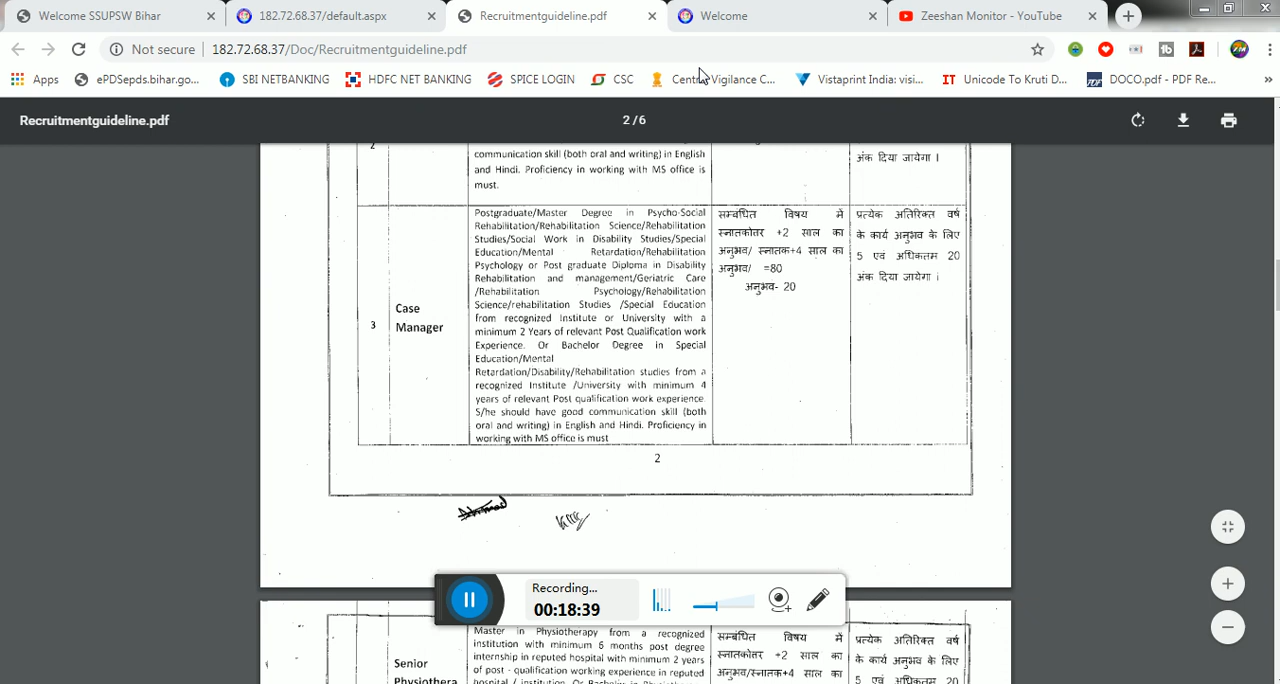 Welcome SSUPSW Bihar
182.72.68.37/default.aspx
Recruitmentguideline.pdf
Welcome
Zeeshan Monitor - YouTube
Not secure
182.72.68.37/Doc/Recruitmentguideline.pdf
Apps
ePDSepds.bihar.go...
SBI NETBANKING
HDFC NET BANKING
SPICE LOGIN
CSC
Central Vigilance C...
Vistaprint India: visi...
Unicode To Kruti D...
DOCO.pdf - PDF Re...
»
Recruitmentguideline.pdf
2 / 6
2
communication skill (both oral and writing) in English
and Hindi. Proficiency in working with MS office is
must.
अंक दिया जायेगा ।
3
Case
Manager
Postgraduate/Master Degree in Psycho-Social
Rehabilitation/Rehabilitation Science/Rehabilitation
Studies/Social Work in Disability Studies/Special
Education/Mental Retardation/Rehabilitation
Psychology or Post graduate Diploma in Disability
Rehabilitation and management/Geriatric Care
/Rehabilitation Psychology/Rehabilitation
Science/rehabilitation Studies /Special Education
from recognized Institute or University with a
minimum 2 Years of relevant Post Qualification work
Experience. Or Bachelor Degree in Special
Education/Mental
Retardation/Disability/Rehabilitation studies from a
recognized Institute /University with minimum 4
years of relevant Post qualification work experience.
S/he should have good communication skill (both
oral and writing) in English and Hindi. Proficiency in
working with MS office is must
सम्बंधित विषय में
स्नातकोतर +2 साल का
अनुभव/ स्नातक+4 साल का
अनुभव/ =80
अनुभव- 20
प्रत्येक अतिरिक्त वर्ष
के कार्य अनुभव के लिए
5 एवं अधिकतम 20
अंक दिया जायेगा ।
2
Recording...
00:18:39
Senior
Master in Physiotherapy from a recognized
institution with minimum 6 months post degree
internship in reputed hospital with minimum 2 years
of post - qualification working experience in reputed
सम्बंधित विषय में
स्नातकोतर +2 साल का
अनुभव/स्नातक+4 साल का
प्रत्येक अतिरिक्त वर्ष
के कार्य अनुभव के लिए
5 एवं अधिकतम 20